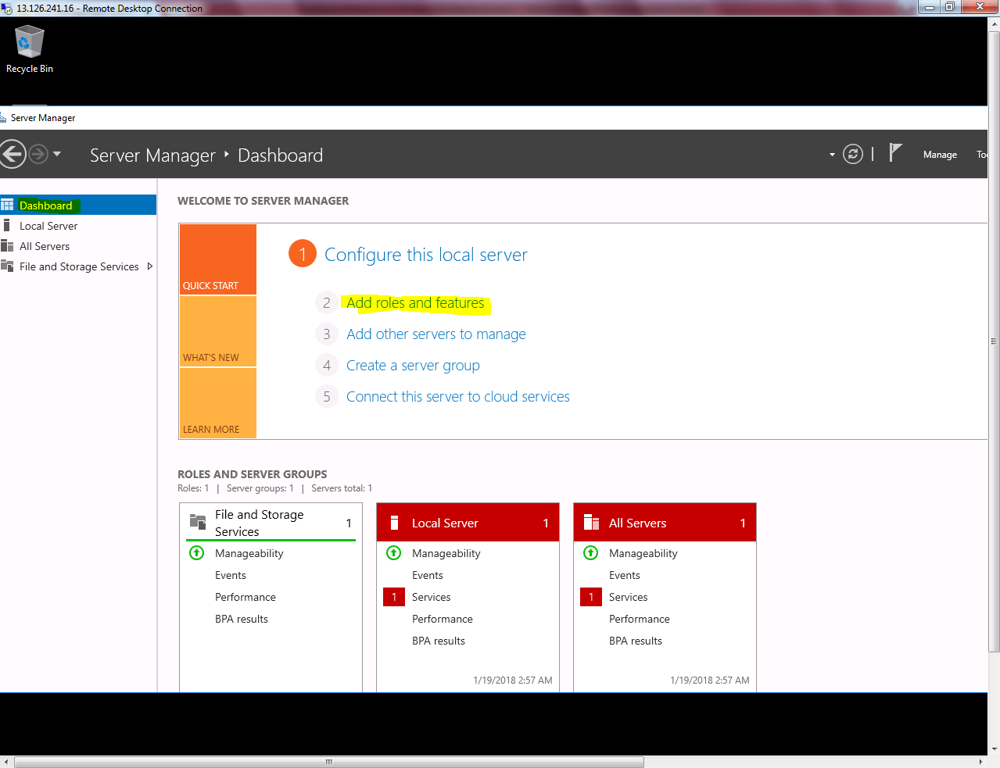 13.126.241.16 - Remote Desktop Connection
Recycle Bin
Server Manager
Server Manager ‣ Dashboard
Manage
Too
Dashboard
Local Server
All Servers
File and Storage Services
WELCOME TO SERVER MANAGER
QUICK START
WHAT'S NEW
LEARN MORE
1 Configure this local server
2 Add roles and features
3 Add other servers to manage
4 Create a server group
5 Connect this server to cloud services
ROLES AND SERVER GROUPS
Roles: 1 | Server groups: 1 | Servers total: 1
File and Storage
Services
1
Manageability
Events
Performance
BPA results
Local Server 1
Manageability
Events
1 Services
Performance
BPA results
1/19/2018 2:57 AM
All Servers 1
Manageability
Events
1 Services
Performance
BPA results
1/19/2018 2:57 AM